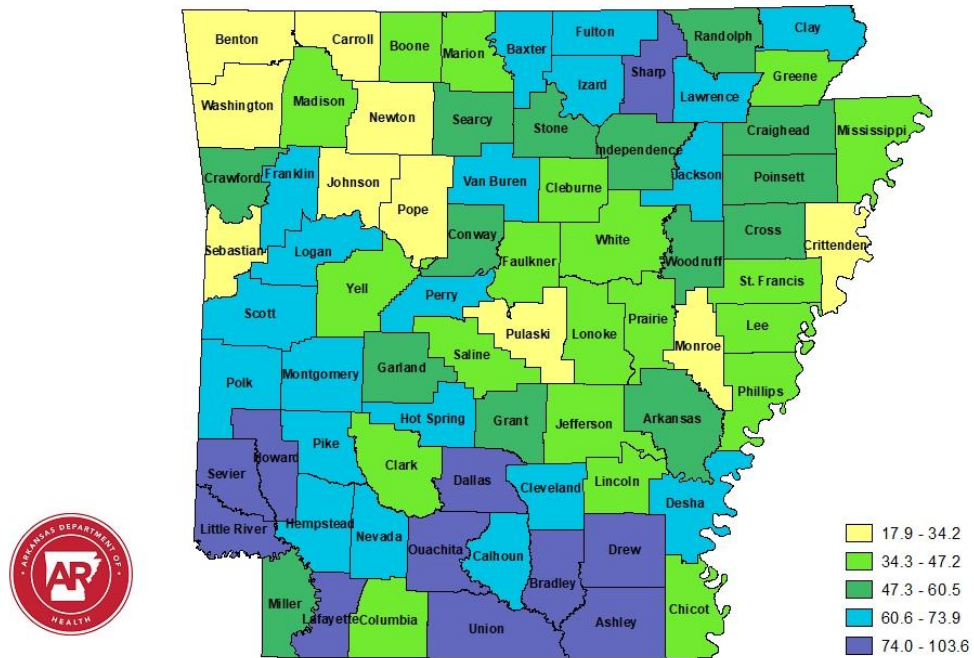 Benton
Carroll
Boone
Marion
Baxter
Fulton
Sharp
Randolph
Clay
Washington
Madison
Newton
Searcy
Stone
Izard
Lawrence
Greene
Independence
Craighead
Mississippi
Crawford
Franklin
Johnson
Pope
Van Buren
Cleburne
Jackson
Poinsett
Sebastian
Logan
Conway
Faulkner
White
Woodruff
Cross
Crittenden
Scott
Yell
Perry
Pulaski
Lonoke
Prairie
St. Francis
Monroe
Lee
Polk
Montgomery
Garland
Saline
Phillips
Hot Spring
Grant
Jefferson
Arkansas
Pike
Howard
Sevier
Clark
Dallas
Cleveland
Lincoln
Desha
Little River
Hempstead
Nevada
Ouachita
Calhoun
Bradley
Drew
Miller
Lafayette
Columbia
Union
Ashley
Chicot
ARKANSAS DEPARTMENT OF
AR
HEALTH
17.9 - 34.2
34.3 - 47.2
47.3 - 60.5
60.6 - 73.9
74.0 - 103.6